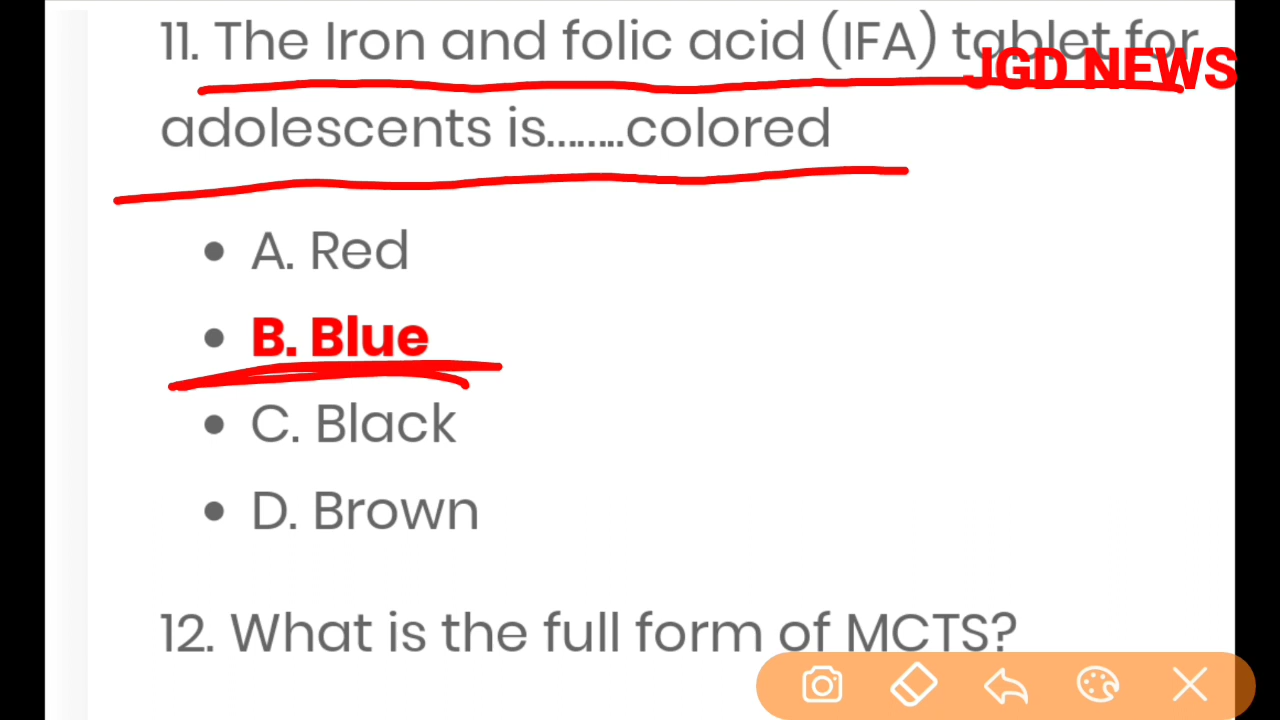 11. The Iron and folic acid (IFA) tablet for
JGD NEWS
adolescents is........colored
A. Red
B. Blue
C. Black
D. Brown
12. What is the full form of MCTS?